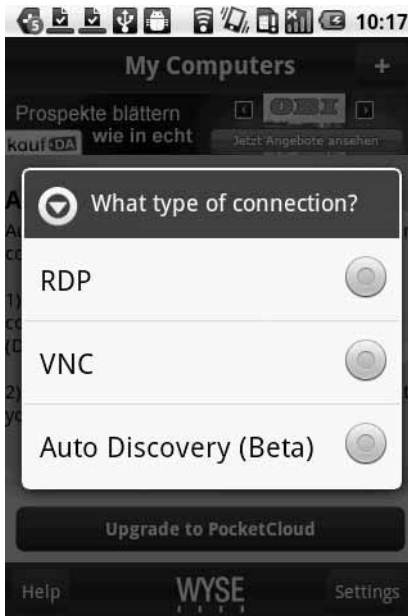 10:17
My Computers +
Prospekte blättern
wie in echt
kaufDA
OBI
Jetzt Angebote ansehen
What type of connection?
RDP
VNC
Auto Discovery (Beta)
Upgrade to PocketCloud
Help
WYSE
Settings